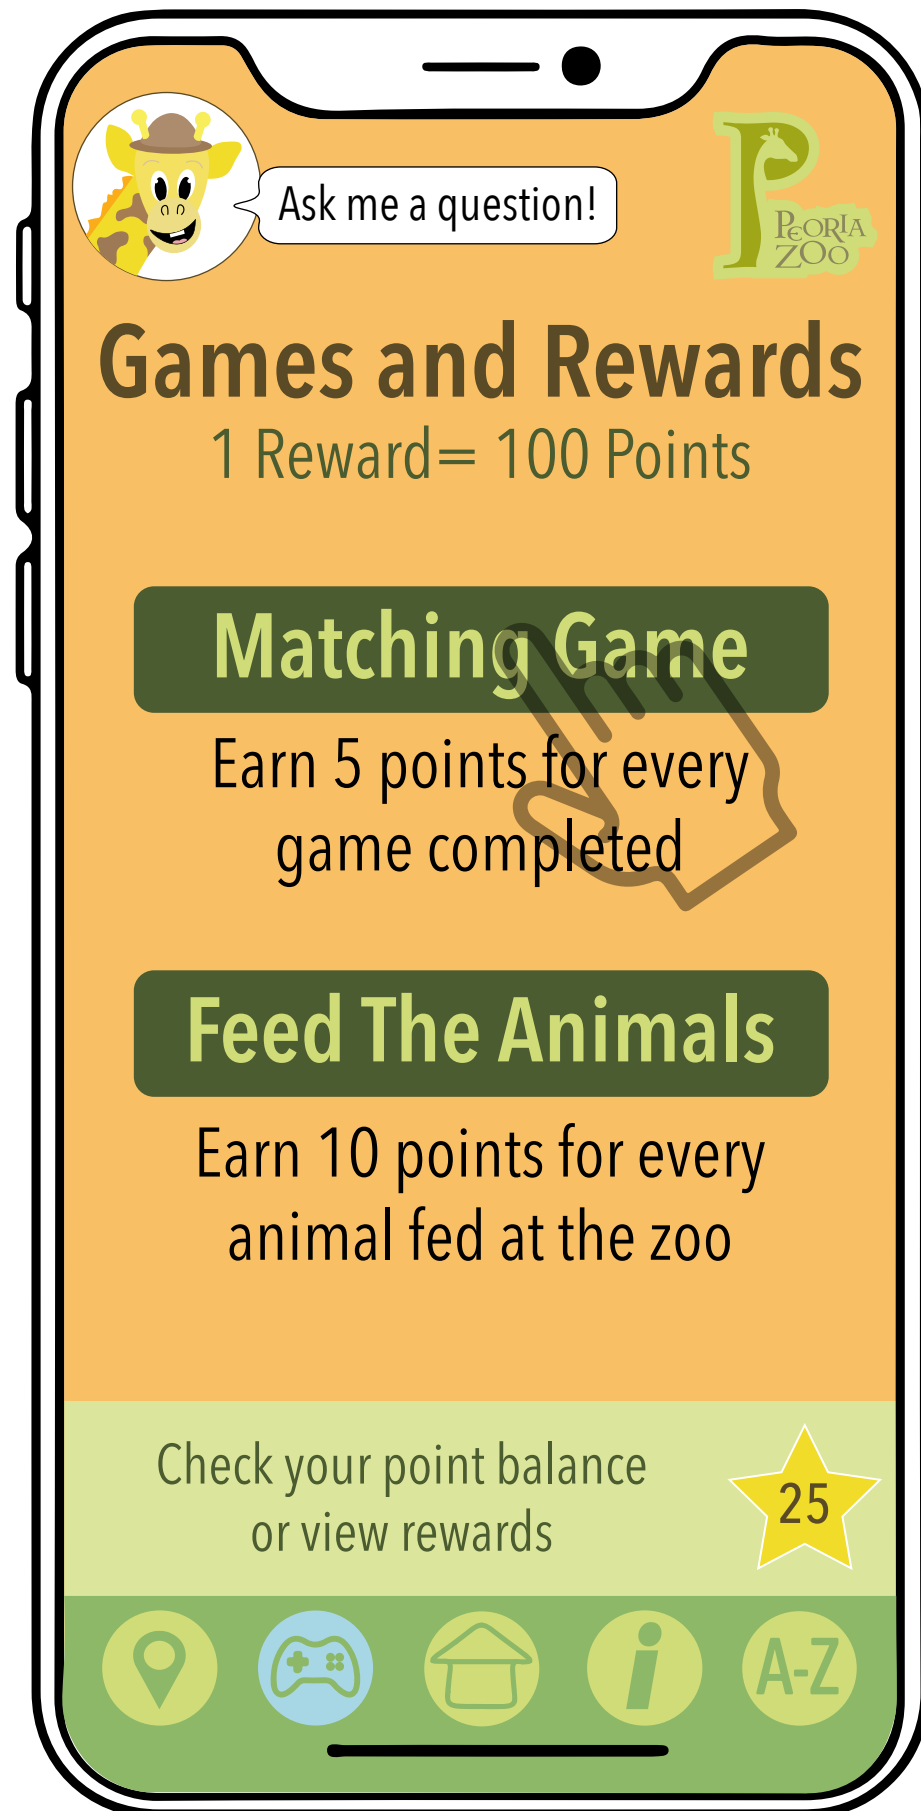 Ask me a question!
PEORIA
ZOO
Games and Rewards
1 Reward= 100 Points
Matching Game
Earn 5 points for every
game completed
Feed The Animals
Earn 10 points for every
animal fed at the zoo
Check your point balance
or view rewards
25
i
A-Z